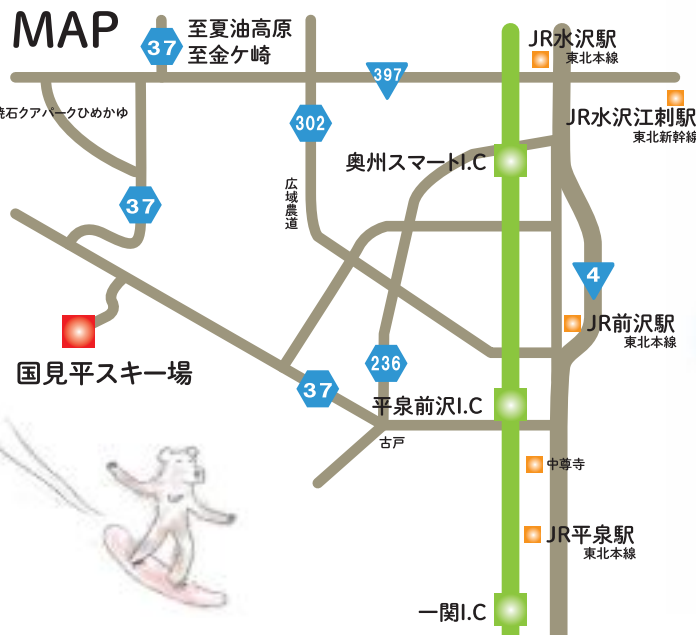 MAP
37
至夏油高原
至金ケ崎
JR水沢駅
東北本線
397
焼石クアパークひめかゆ
JR水沢江刺駅
東北新幹線
302
奥州スマートI.C
広域農道
37
4
JR前沢駅
東北本線
国見平スキー場
236
37
平泉前沢I.C
古戸
中尊寺
JR平泉駅
東北本線
一関I.C